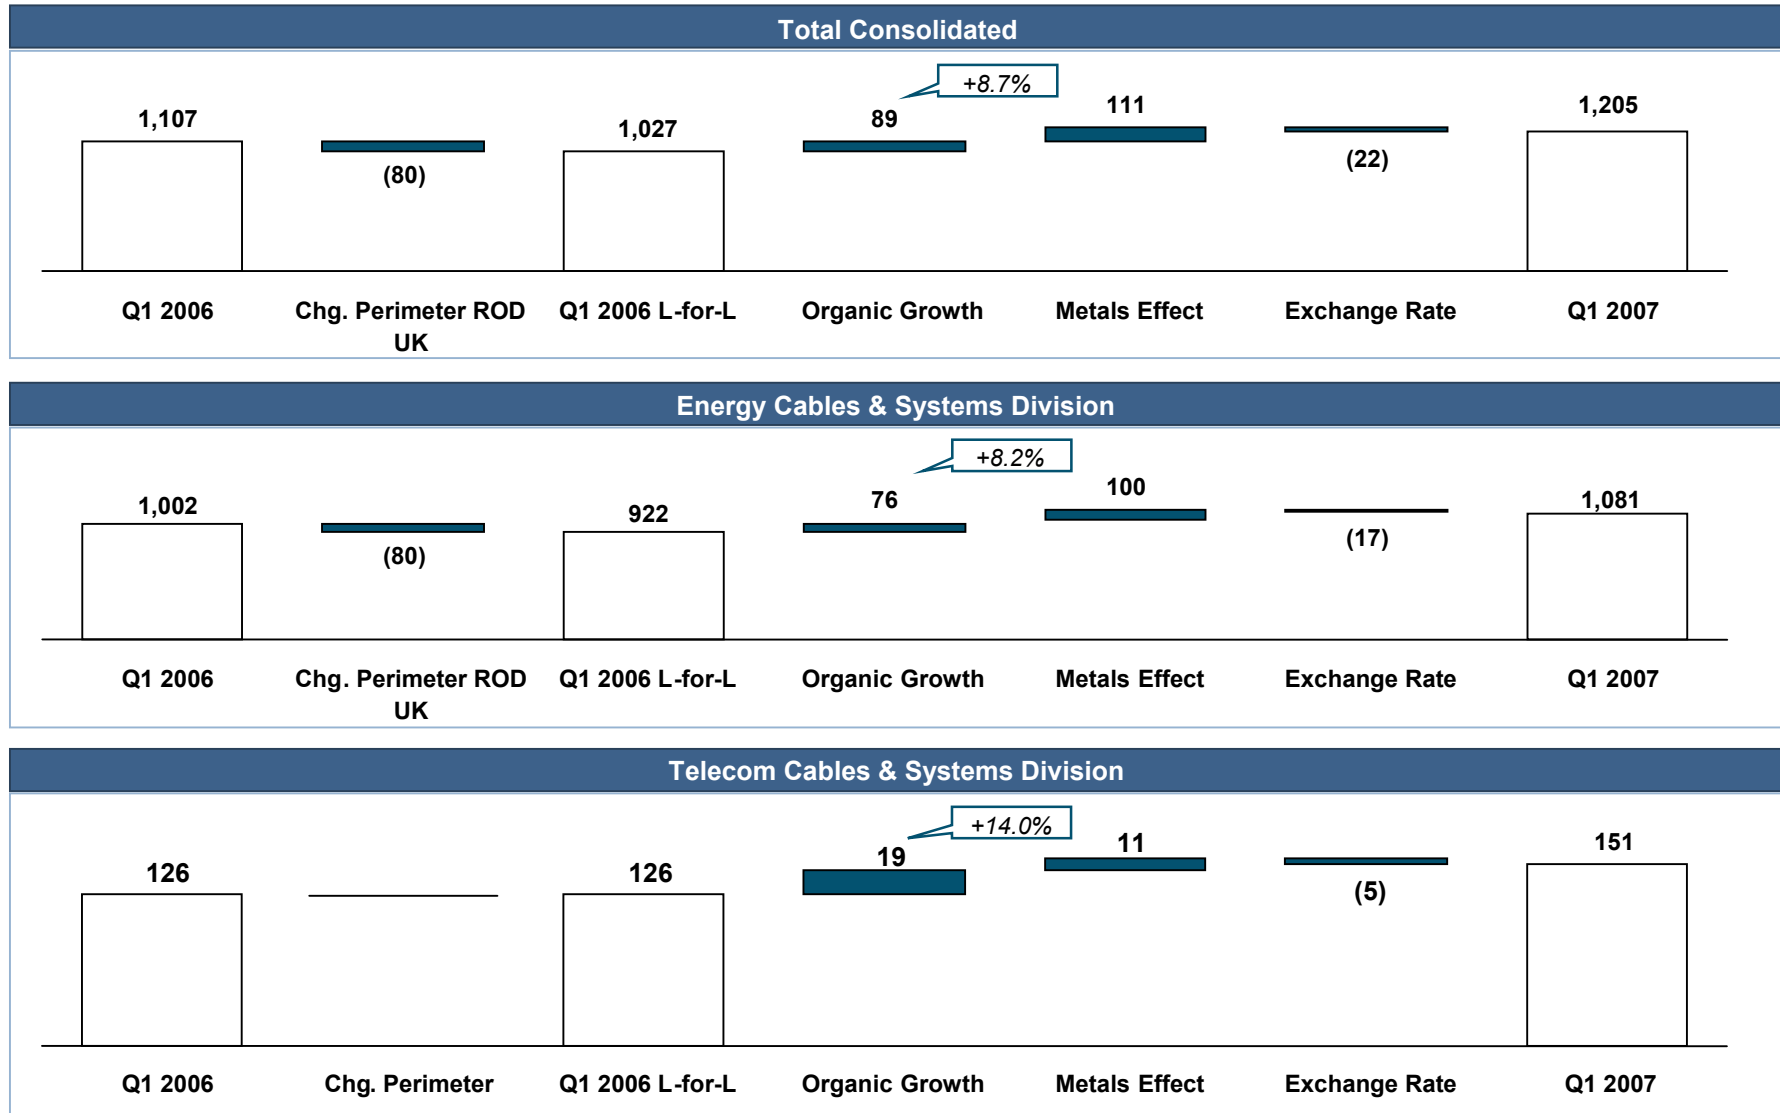 Total Consolidated
+8.7%
1,107
(80)
1,027
89
111
(22)
1,205
Q1 2006
Chg. Perimeter ROD
UK
Q1 2006 L-for-L
Organic Growth
Metals Effect
Exchange Rate
Q1 2007
Energy Cables & Systems Division
+8.2%
1,002
(80)
922
76
100
(17)
1,081
Q1 2006
Chg. Perimeter ROD
UK
Q1 2006 L-for-L
Organic Growth
Metals Effect
Exchange Rate
Q1 2007
Telecom Cables & Systems Division
+14.0%
126
126
19
11
(5)
151
Q1 2006
Chg. Perimeter
Q1 2006 L-for-L
Organic Growth
Metals Effect
Exchange Rate
Q1 2007